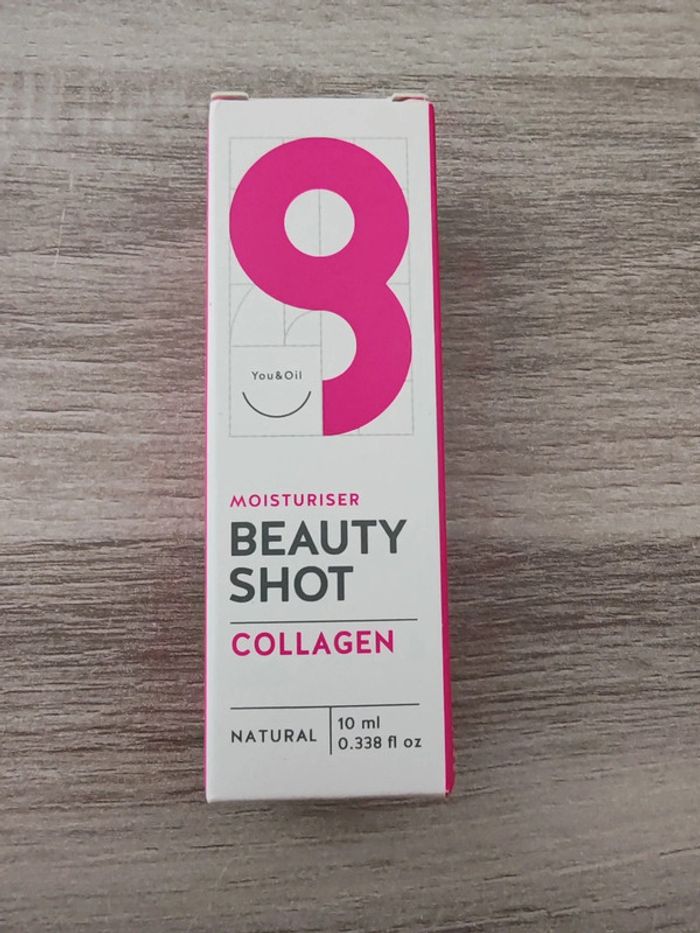 You&Oil
MOISTURISER
BEAUTY
SHOT
COLLAGEN
NATURAL
10 ml
0.338 fl oz